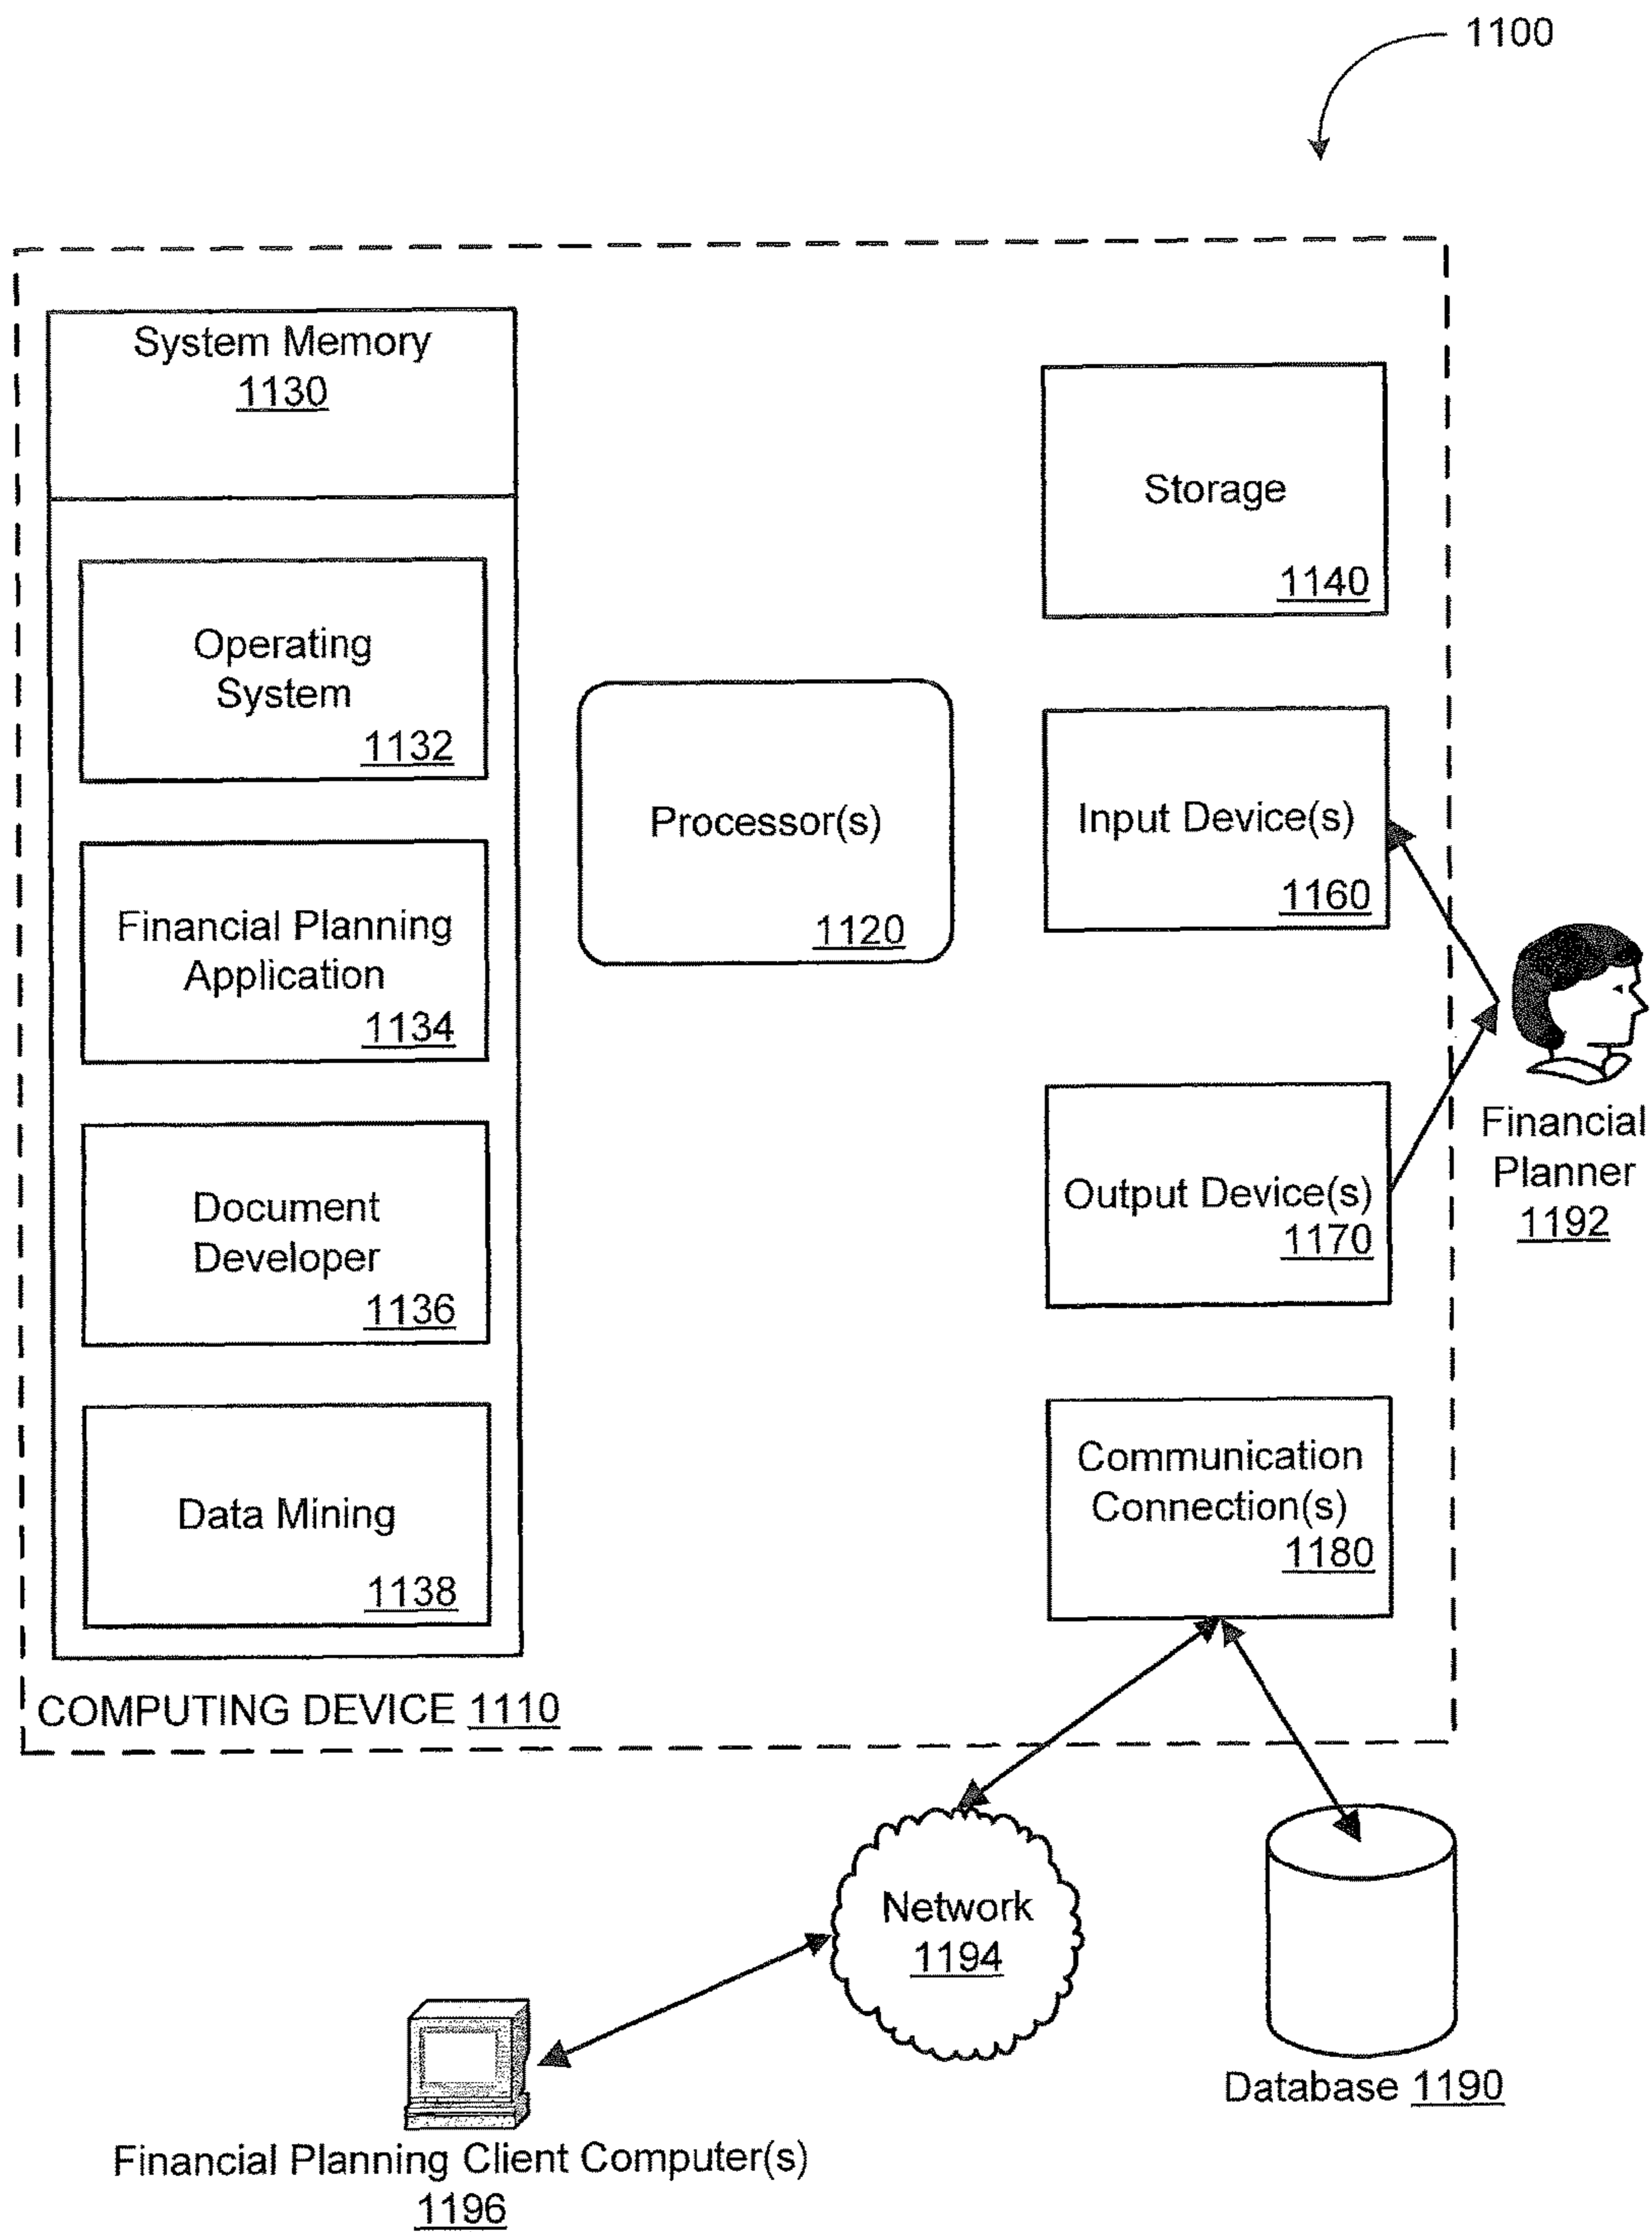 1100
System Memory
1130
Operating
System
1132
Financial Planning
Application
1134
Document
Developer
1136
Data Mining
1138
Processor(s)
1120
Storage
1140
Input Device(s)
1160
Output Device(s)
1170
Communication
Connection(s)
1180
Financial
Planner
1192
COMPUTING DEVICE 1110
Network
1194
Database 1190
Financial Planning Client Computer(s)
1196